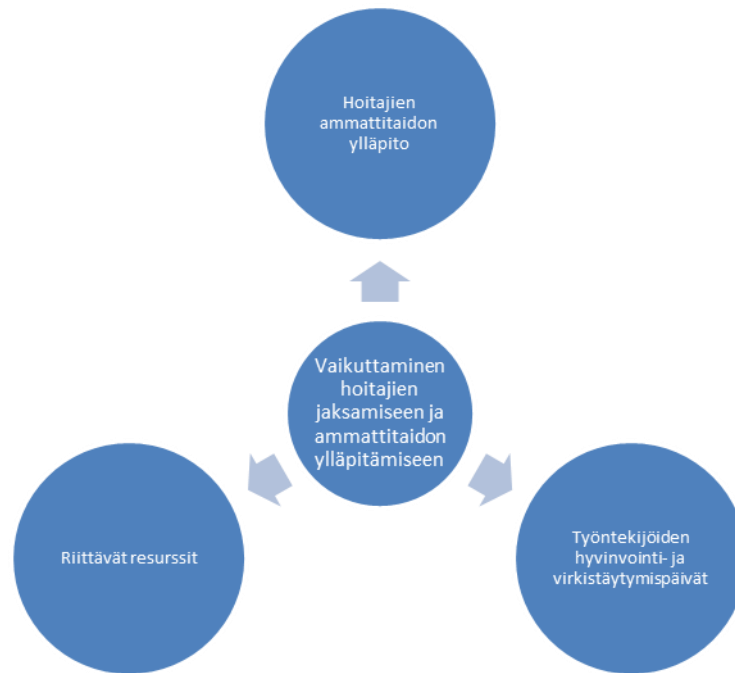 Hoitajien
ammattitaidon
ylläpito
Vaikuttaminen
hoitajien
jaksamiseen ja
ammattitaidon
ylläpitämiseen
Riittävät resurssit
Työntekijöiden
hyvinvointi- ja
virkistäytymispäivät